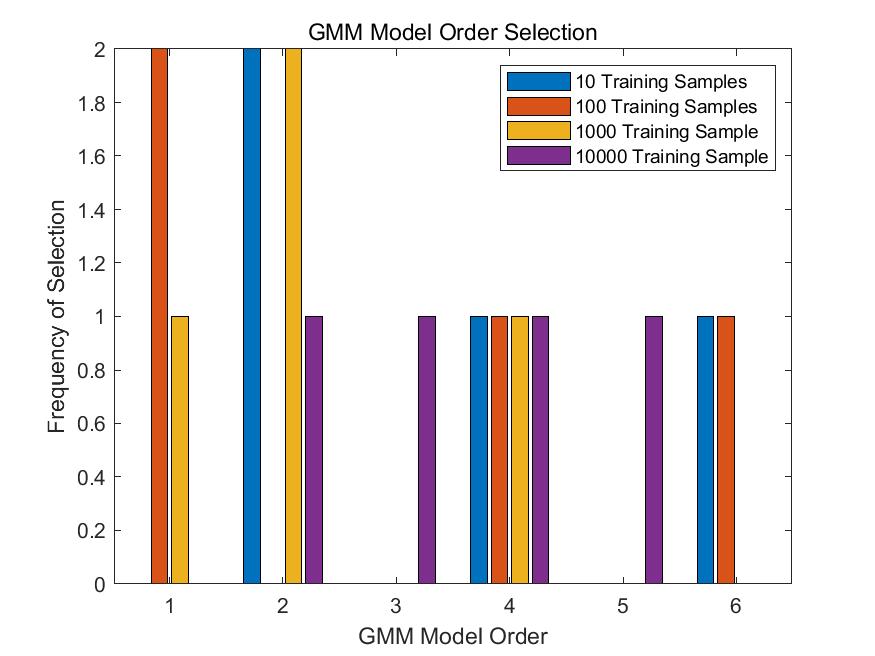 GMM Model Order Selection
2
1.8
1.6
1.4
1.2
1
0.8
0.6
0.4
0.2
0
Frequency of Selection
10 Training Samples
100 Training Samples
1000 Training Sample
10000 Training Sample
1 2 3 4 5 6
GMM Model Order